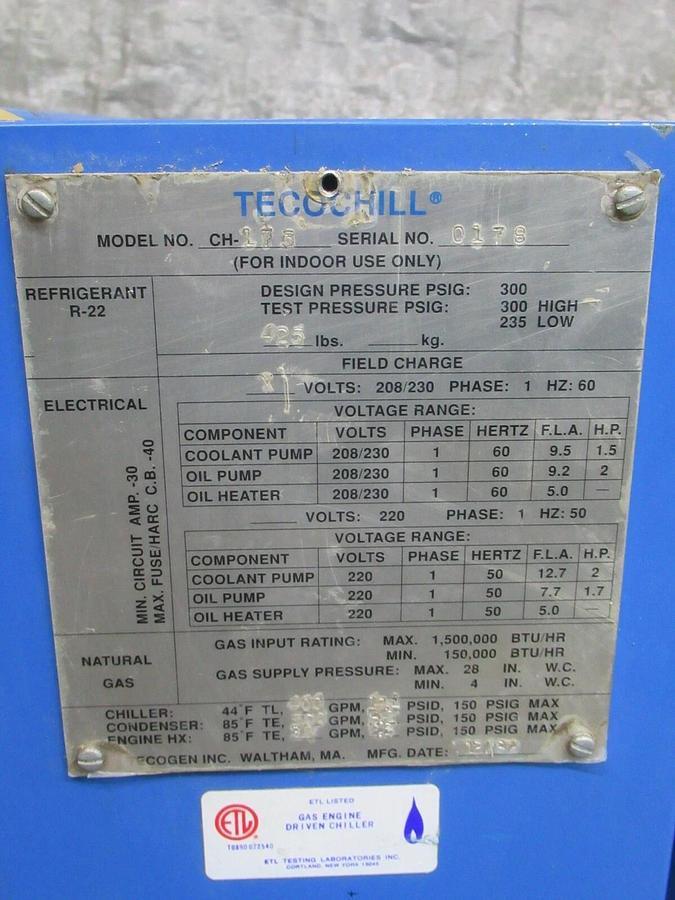 TECOCHILL®
MODEL NO. CH-175 SERIAL NO. 0178
(FOR INDOOR USE ONLY)
REFRIGERANT
R-22
DESIGN PRESSURE PSIG: 300
TEST PRESSURE PSIG: 300 HIGH
235 LOW
425 lbs. kg.
FIELD CHARGE
ELECTRICAL
MIN. CIRCUIT AMP. -30
MAX. FUSE/HARC C.B. -40
X VOLTS: 208/230 PHASE: 1 HZ: 60
VOLTAGE RANGE:
COMPONENT VOLTS PHASE HERTZ F.L.A. H.P.
COOLANT PUMP 208/230 1 60 9.5 1.5
OIL PUMP 208/230 1 60 9.2 2
OIL HEATER 208/230 1 60 5.0 —
VOLTS: 220 PHASE: 1 HZ: 50
VOLTAGE RANGE:
COMPONENT VOLTS PHASE HERTZ F.L.A. H.P.
COOLANT PUMP 220 1 50 12.7 2
OIL PUMP 220 1 50 7.7 1.7
OIL HEATER 220 1 50 5.0 —
NATURAL
GAS
GAS INPUT RATING: MAX. 1,500,000 BTU/HR
MIN. 150,000 BTU/HR
GAS SUPPLY PRESSURE: MAX. 28 IN. W.C.
MIN. 4 IN. W.C.
CHILLER: 44°F TL, GPM, PSID, 150 PSIG MAX
CONDENSER: 85°F TE, GPM, PSID, 150 PSIG MAX
ENGINE HX: 85°F TE, GPM, PSID, 150 PSIG MAX
ECOGEN INC. WALTHAM, MA. MFG. DATE:
ETL LISTED
ETL
GAS ENGINE
DRIVEN CHILLER
ETL TESTING LABORATORIES INC.
CORTLAND, NEW YORK 13045